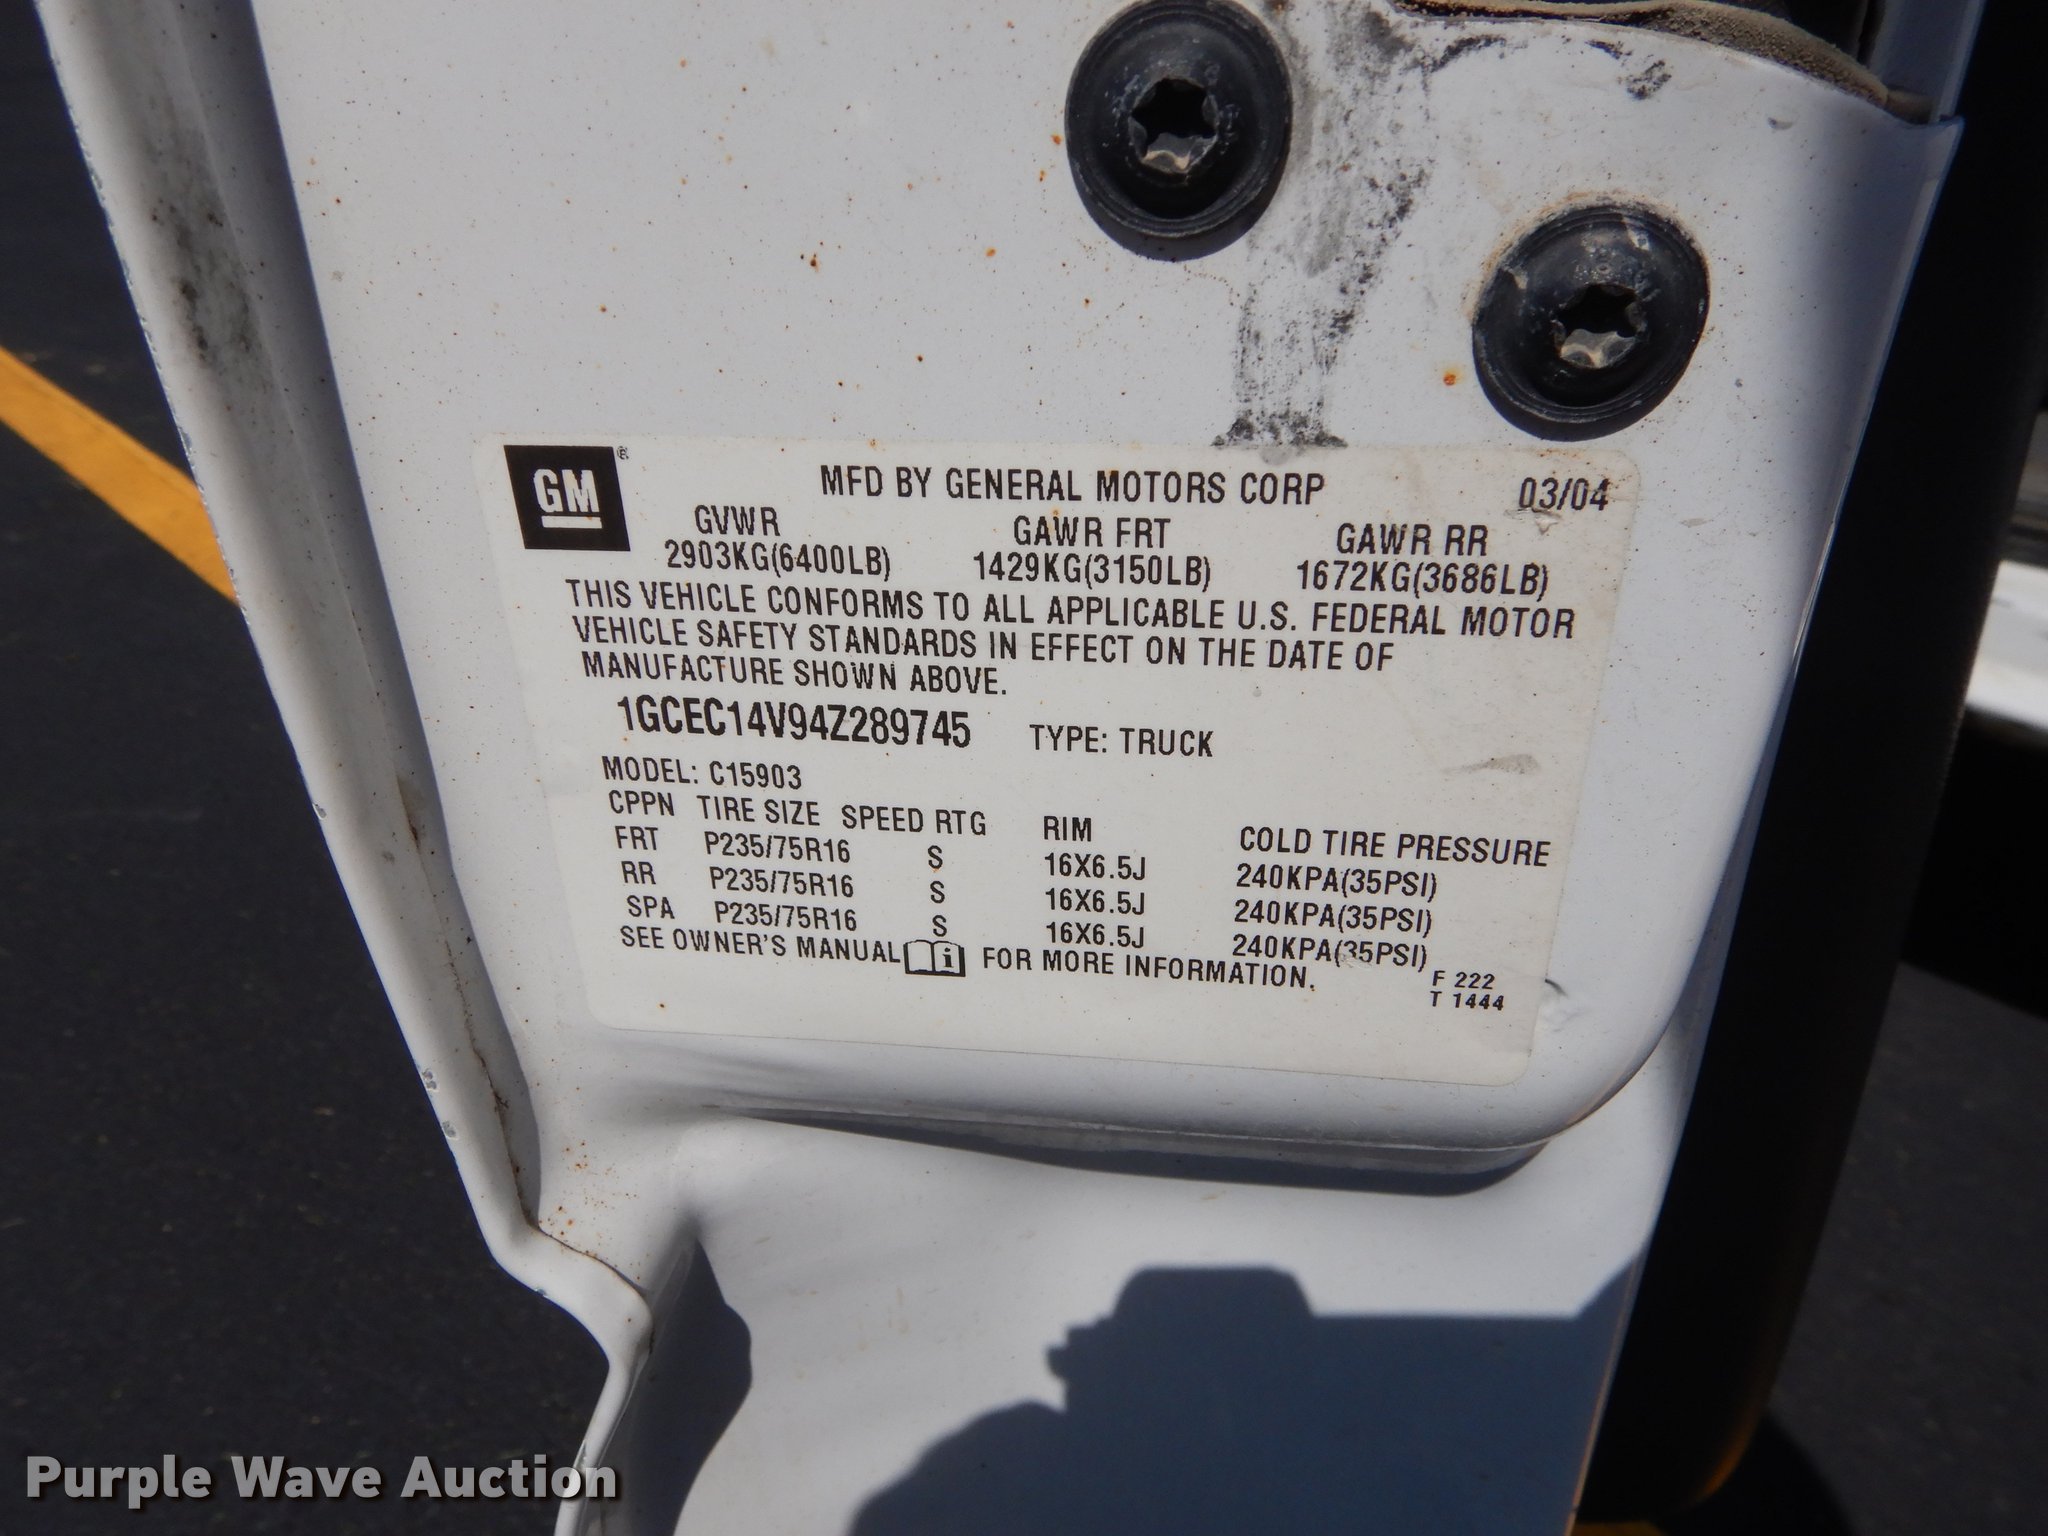 GM®
MFD BY GENERAL MOTORS CORP 03/04
GVWR GAWR FRT GAWR RR
2903KG(6400LB) 1429KG(3150LB) 1672KG(3686LB)
THIS VEHICLE CONFORMS TO ALL APPLICABLE U.S. FEDERAL MOTOR
VEHICLE SAFETY STANDARDS IN EFFECT ON THE DATE OF
MANUFACTURE SHOWN ABOVE.
1GCEC14V94Z289745 TYPE: TRUCK
MODEL: C15903
CPPN TIRE SIZE SPEED RTG RIM COLD TIRE PRESSURE
FRT P235/75R16 S 16X6.5J 240KPA(35PSI)
RR P235/75R16 S 16X6.5J 240KPA(35PSI)
SPA P235/75R16 S 16X6.5J 240KPA(35PSI)
SEE OWNER'S MANUAL i FOR MORE INFORMATION.
F 222
T 1444
Purple Wave Auction